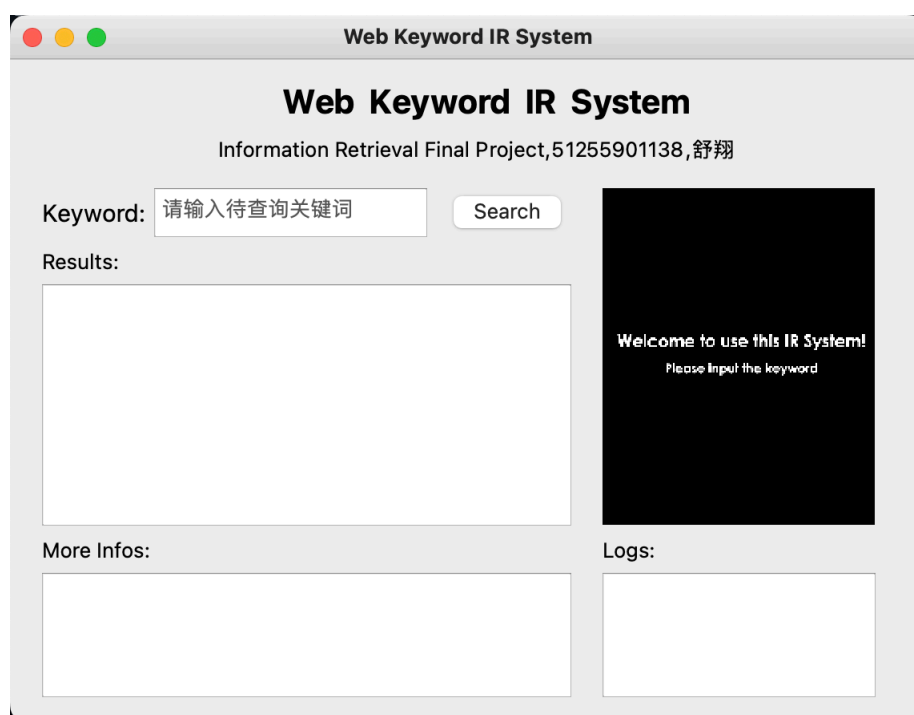 Web Keyword IR System
Web Keyword IR System
Information Retrieval Final Project,51255901138,舒翔
Keyword: 请输入待查询关键词 Search
Results:
Welcome to use this IR System!
Please input the keyword
More Infos:
Logs: